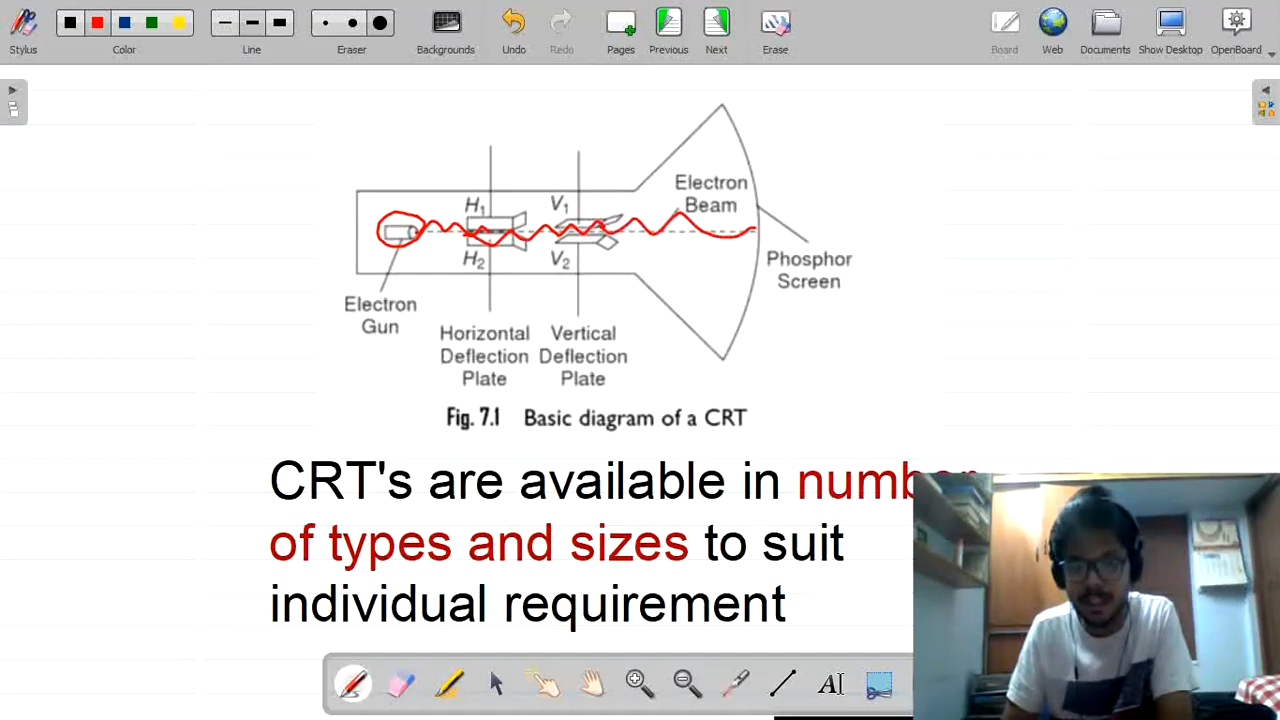 Stylus Color Line Eraser Backgrounds Undo Redo Pages Previous Next Erase Board Web Documents Show Desktop OpenBoard
H1 V1 Electron
Beam
H2 V2 Phosphor
Screen
Electron
Gun
Horizontal
Deflection
Plate
Vertical
Deflection
Plate
Fig. 7.1 Basic diagram of a CRT
CRT's are available in number
of types and sizes to suit
individual requirement
AI